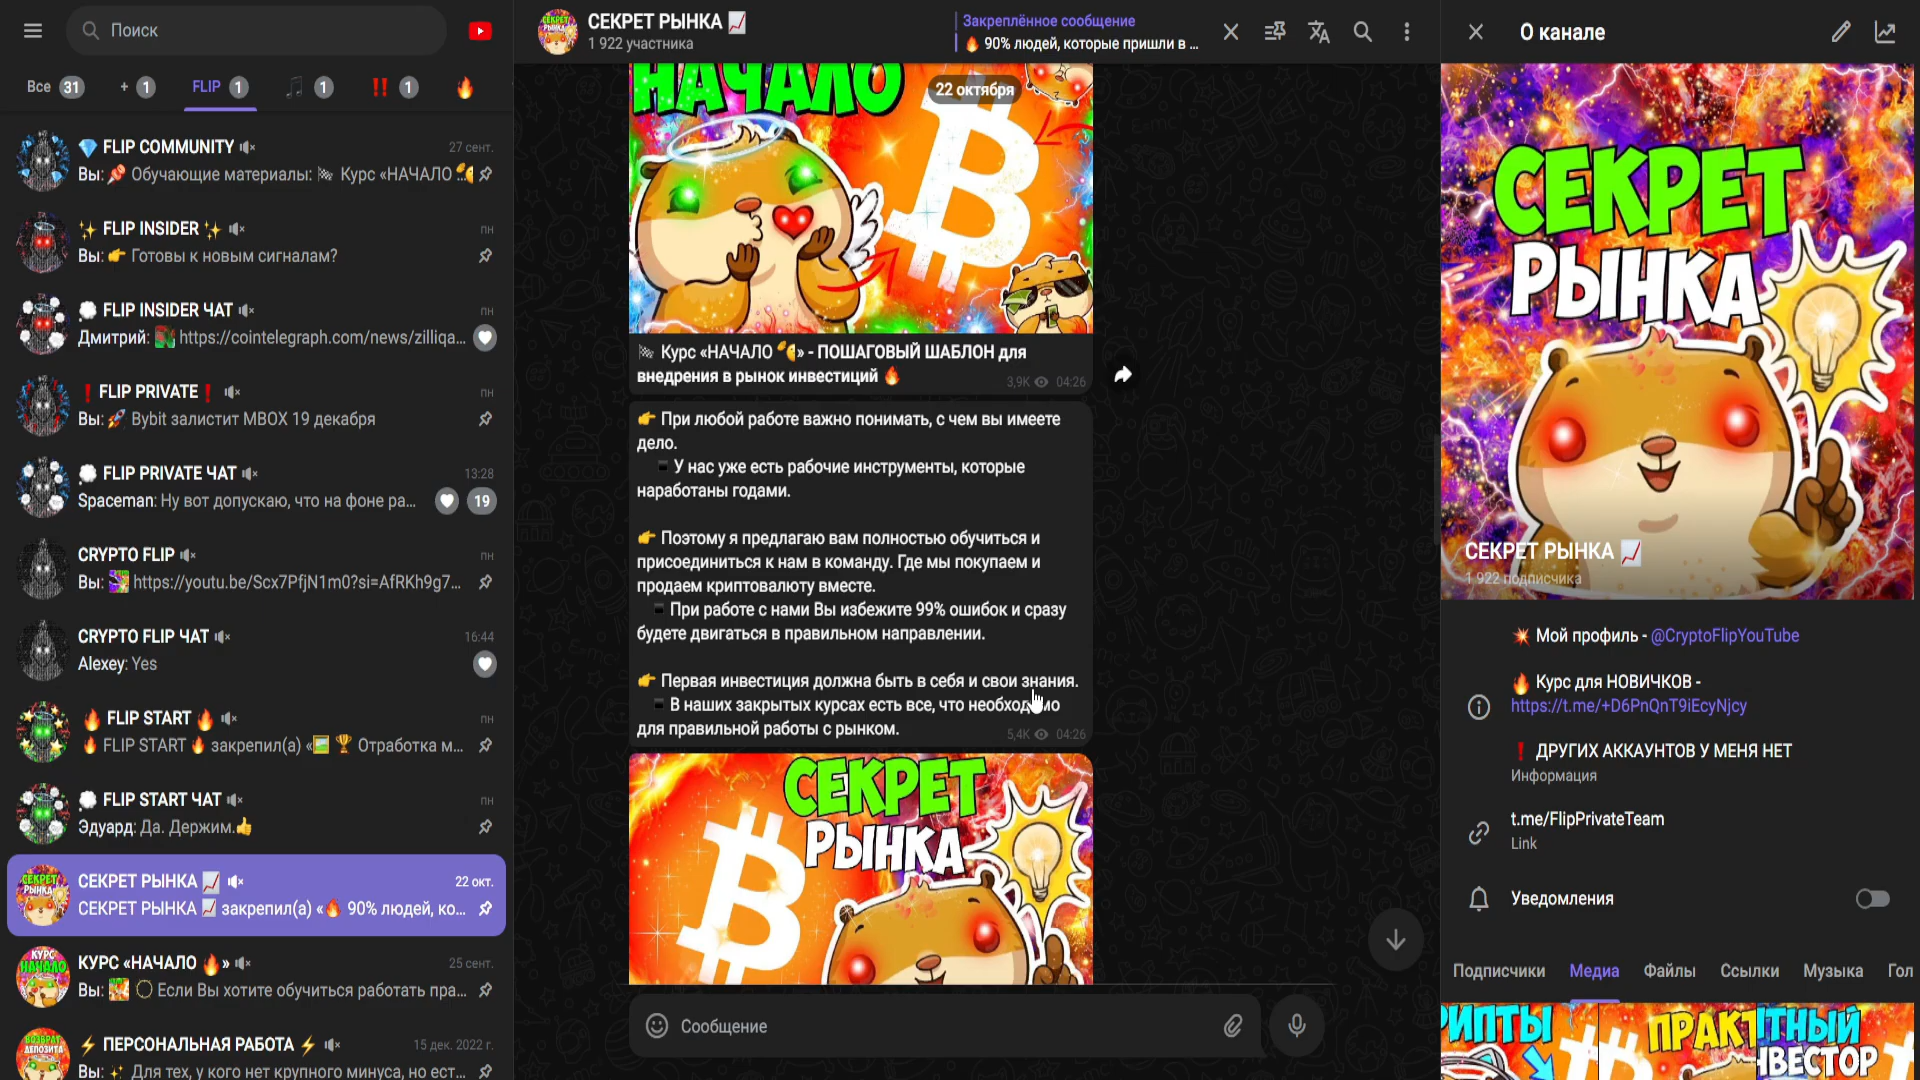 Поиск
Все 31
+ 1
FLIP 1
1
‼ 1
FLIP COMMUNITY
27 сент.
Вы: Обучающие материалы: Курс «НАЧАЛО
FLIP INSIDER
пн
Вы: Готовы к новым сигналам?
FLIP INSIDER ЧАТ
пн
Дмитрий: https://cointelegraph.com/news/zilliqa...
FLIP PRIVATE
пн
Вы: Bybit залистит MBOX 19 декабря
FLIP PRIVATE ЧАТ
13:28
Spaceman: Ну вот допускаю, что на фоне ра...
19
CRYPTO FLIP
пн
Вы: https://youtu.be/Scx7PfjN1m0?si=AfRKh9g7...
CRYPTO FLIP ЧАТ
16:44
Alexey: Yes
FLIP START
пн
FLIP START закрепил(а) « Отработка м...
FLIP START ЧАТ
пн
Эдуард: Да. Держим.
СЕКРЕТ РЫНКА
22 окт.
СЕКРЕТ РЫНКА закрепил(а) « 90% людей, ко...
КУРС «НАЧАЛО »
25 сент.
Вы: Если Вы хотите обучиться работать пра...
ПЕРСОНАЛЬНАЯ РАБОТА
15 дек. 2022 г.
Вы: Для тех, у кого нет крупного минуса, но ест...
СЕКРЕТ РЫНКА
1 922 участника
Закреплённое сообщение
90% людей, которые пришли в ...
НАЧАЛО
22 октября
Курс «НАЧАЛО » - ПОШАГОВЫЙ ШАБЛОН для
внедрения в рынок инвестиций
3,9K 04:26
При любой работе важно понимать, с чем вы имеете
дело.
У нас уже есть рабочие инструменты, которые
наработаны годами.
Поэтому я предлагаю вам полностью обучиться и
присоединиться к нам в команду. Где мы покупаем и
продаем криптовалюту вместе.
При работе с нами Вы избежите 99% ошибок и сразу
будете двигаться в правильном направлении.
Первая инвестиция должна быть в себя и свои знания.
В наших закрытых курсах есть все, что необходимо
для правильной работы с рынком.
5,4K 04:26
СЕКРЕТ
РЫНКА
Сообщение
О канале
СЕКРЕТ
РЫНКА
СЕКРЕТ РЫНКА
1 922 подписчика
Мой профиль - @CryptoFlipYouTube
Курс для НОВИЧКОВ -
https://t.me/+D6PnQnT9iEcyNjcy
ДРУГИХ АККАУНТОВ У МЕНЯ НЕТ
Информация
t.me/FlipPrivateTeam
Link
Уведомления
Подписчики Медиа Файлы Ссылки Музыка Гол
ИПТЫ
ПРАКТ
ТНЫЙ
ВЕСТОР